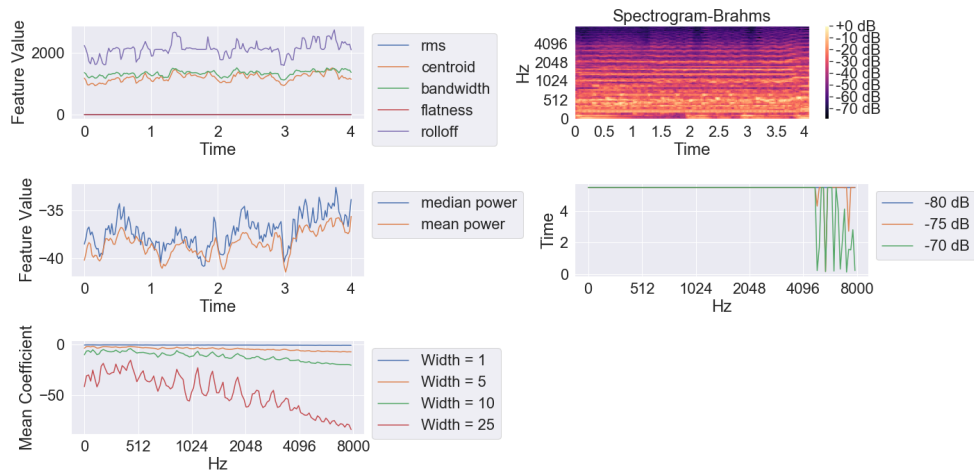 Feature Value
2000
0
0
1
2
3
4
Time
rms
centroid
bandwidth
flatness
rolloff
Spectrogram-Brahms
Hz
4096
2048
1024
512
0
0
0.5
1
1.5
2
2.5
3
3.5
4
Time
+0 dB
-10 dB
-20 dB
-30 dB
-40 dB
-50 dB
-60 dB
-70 dB
Feature Value
−35
−40
0
1
2
3
4
Time
median power
mean power
Time
4
2
0
0
512
1024
2048
4096
8000
Hz
-80 dB
-75 dB
-70 dB
Mean Coefficient
0
−50
0
512
1024
2048
4096
8000
Hz
Width = 1
Width = 5
Width = 10
Width = 25